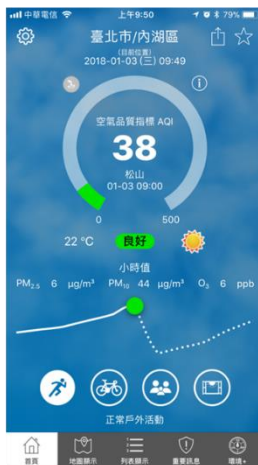 中華電信 上午9:50 79%
臺北市/內湖區
(目前位置)
2018-01-03 (三) 09:49
空氣品質指標 AQI
38
松山
01-03 09:00
0 500
22 °C 良好
小時值
PM2.5 6 μg/m³ PM10 44 μg/m³ O3 6 ppb
正常戶外活動
首頁 地圖顯示 列表顯示 重要訊息 環境+